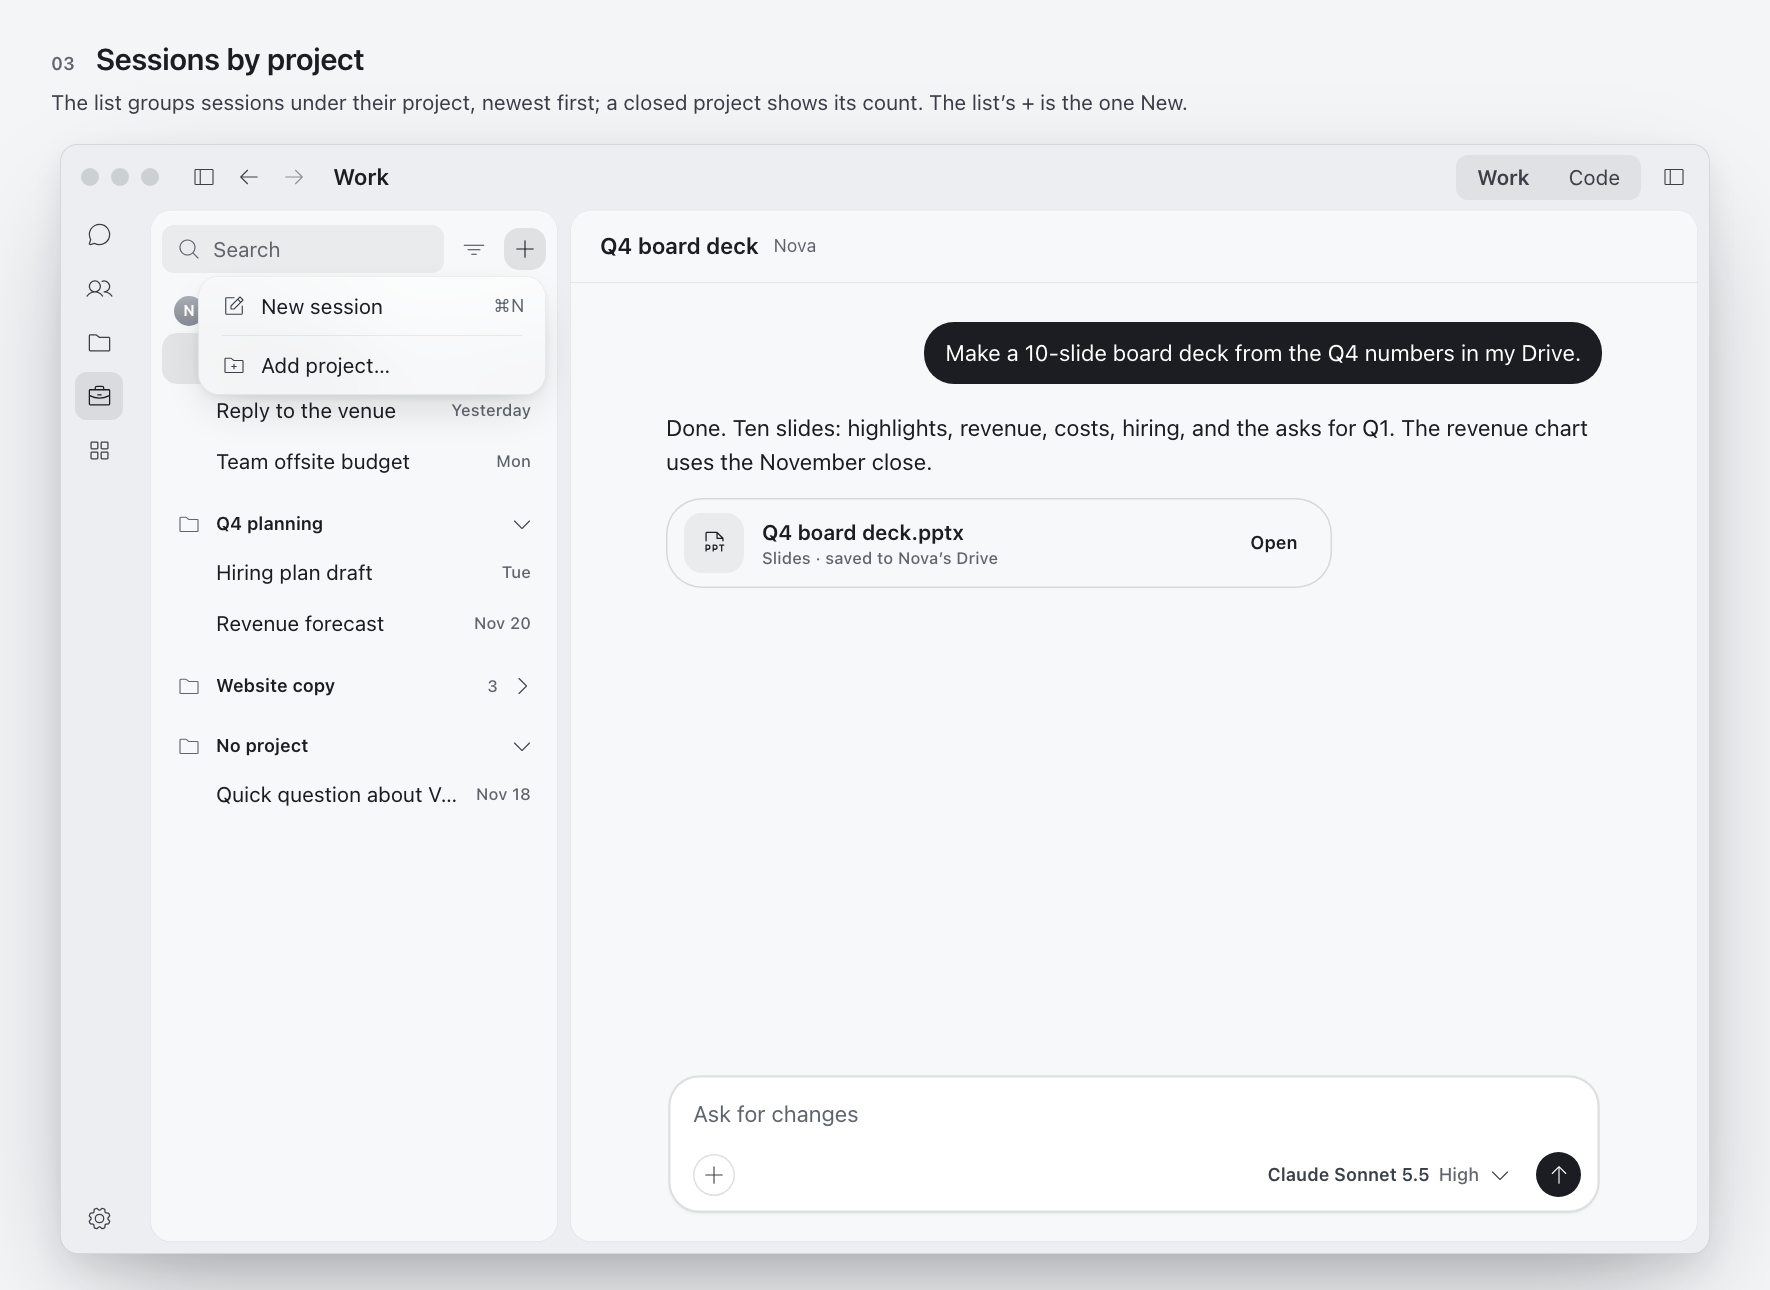 03 Sessions by project
The list groups sessions under their project, newest first; a closed project shows its count. The list’s + is the one New.
Work
Work Code
Search
Q4 board deck Nova
N
New session ⌘N
Add project...
Reply to the venue Yesterday
Team offsite budget Mon
Q4 planning
Hiring plan draft Tue
Revenue forecast Nov 20
Website copy 3
No project
Quick question about V... Nov 18
Make a 10-slide board deck from the Q4 numbers in my Drive.
Done. Ten slides: highlights, revenue, costs, hiring, and the asks for Q1. The revenue chart
uses the November close.
PPT
Q4 board deck.pptx
Slides · saved to Nova’s Drive
Open
Ask for changes
Claude Sonnet 5.5 High